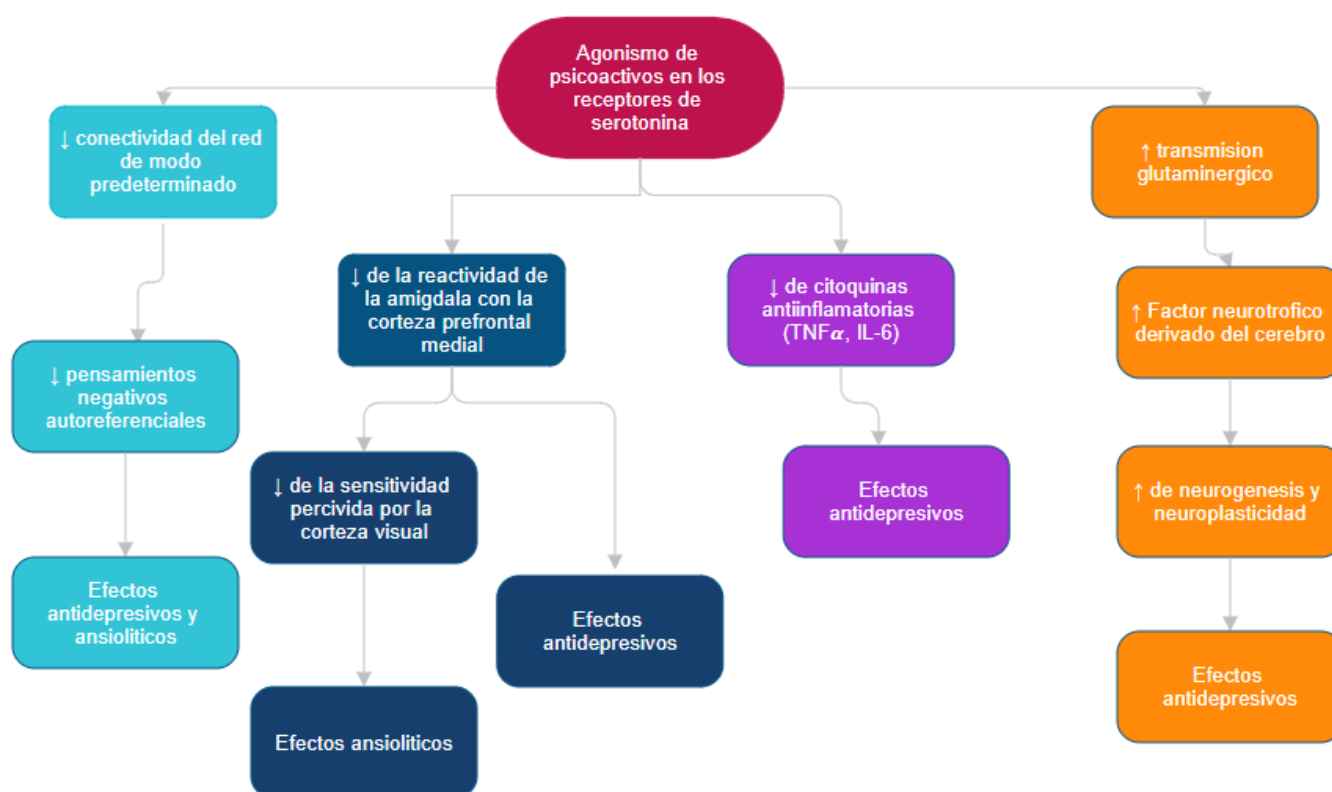 Agonismo de
psicoactivos en los
receptores de
serotonina
↓ conectividad del red
de modo
predeterminado
↓ pensamientos
negativos
autoreferenciales
Efectos
antidepresivos y
ansioliticos
↓ de la reactividad de
la amigdala con la
corteza prefrontal
medial
↓ de la sensitividad
percivida por la
corteza visual
Efectos ansioliticos
Efectos
antidepresivos
↓ de citoquinas
antiinflamatorias
(TNFα, IL-6)
Efectos
antidepresivos
↑ transmision
glutaminergico
↑ Factor neurotrofico
derivado del cerebro
↑ de neurogenesis y
neuroplasticidad
Efectos
antidepresivos